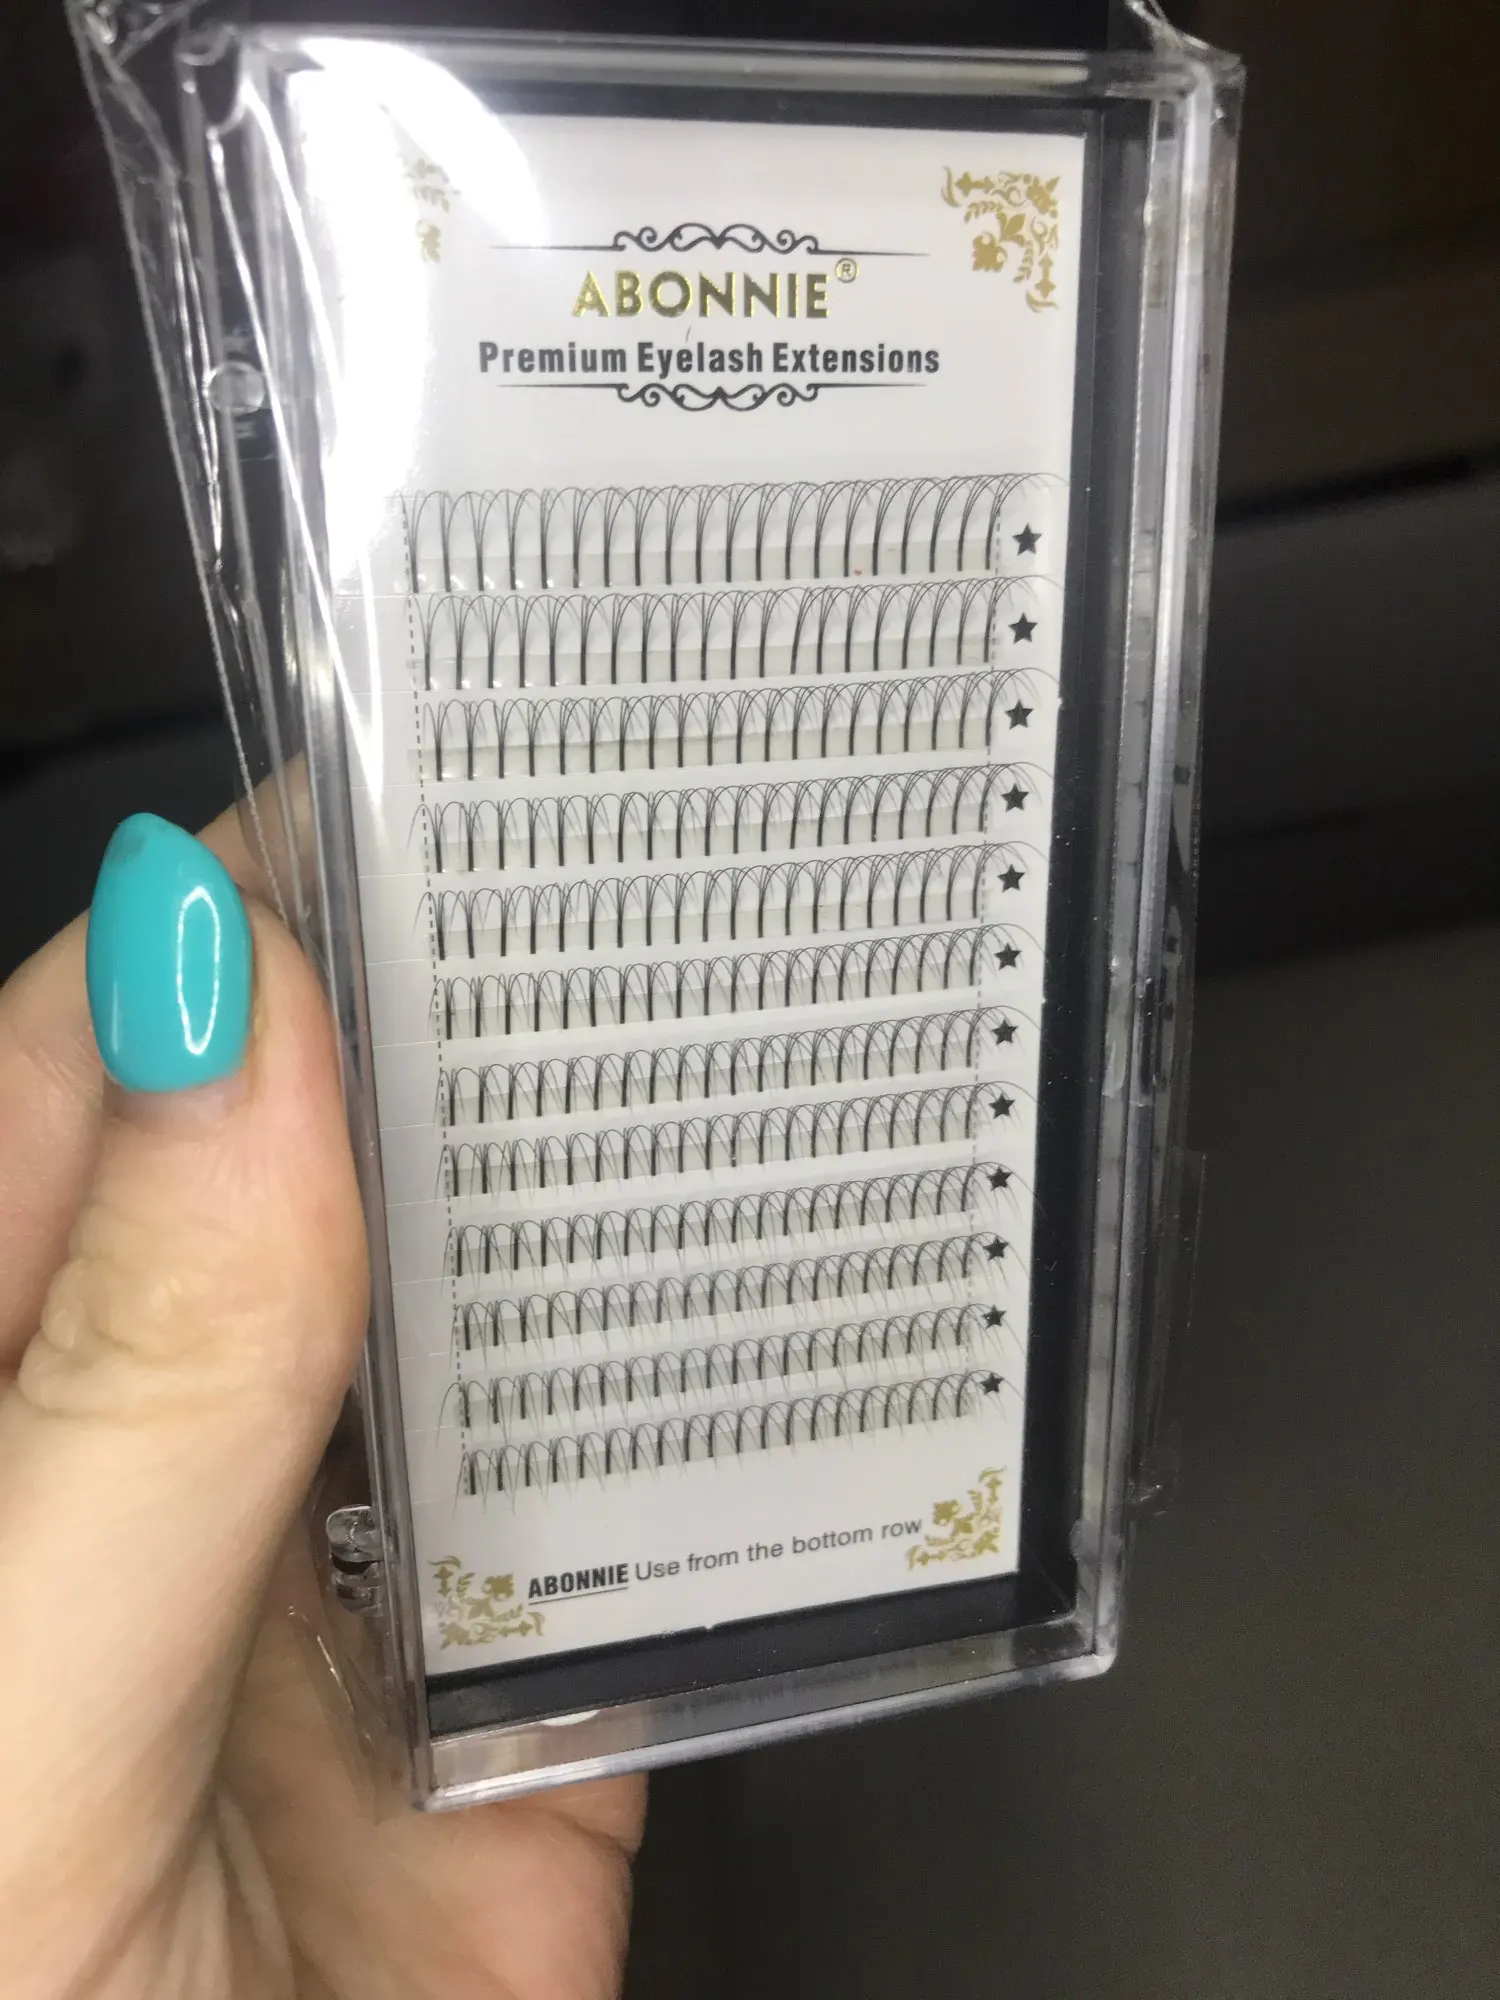 ABONNIE®
Premium Eyelash Extensions
ABONNIE Use from the bottom row